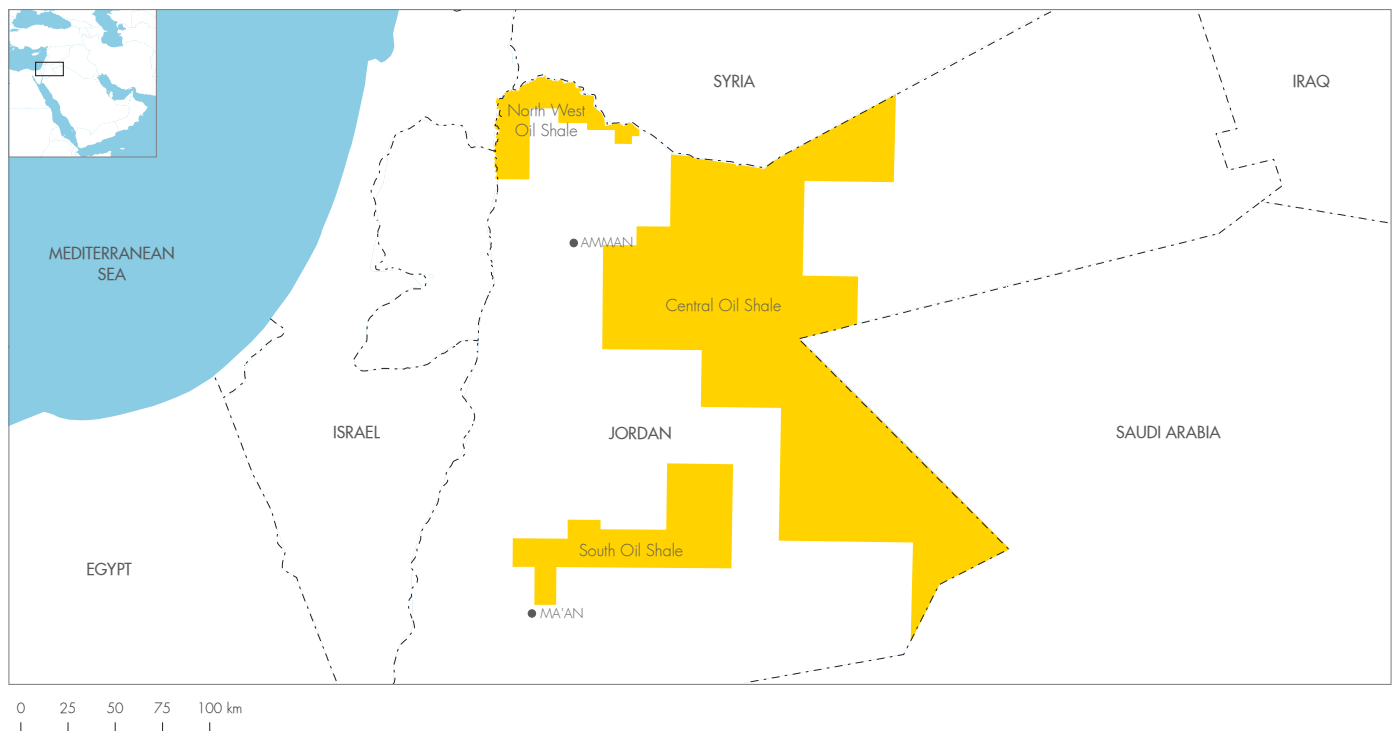 SYRIA
IRAQ
North West
Oil Shale
AMMAN
MEDITERRANEAN
SEA
Central Oil Shale
ISRAEL
JORDAN
SAUDI ARABIA
South Oil Shale
EGYPT
MA'AN
0 25 50 75 100 km